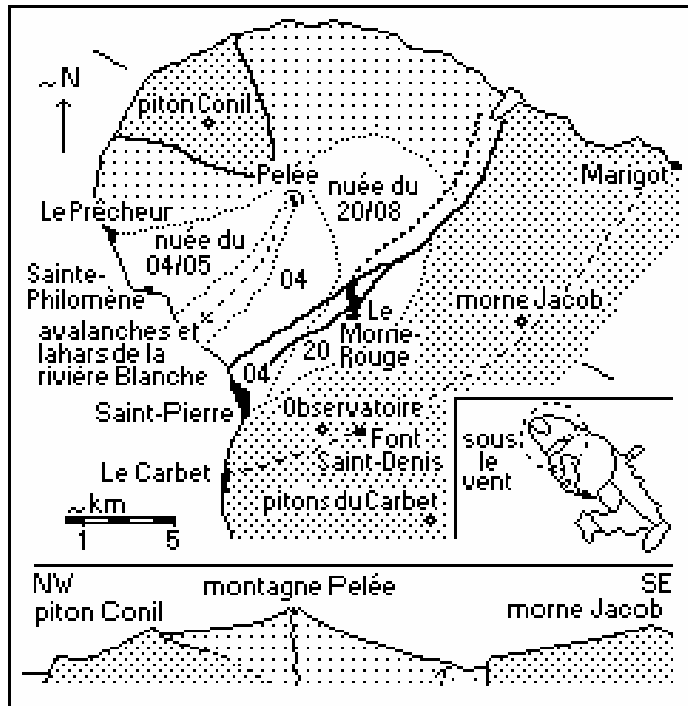 ~N
piton Conil
Pelée
nuée du
20/08
Marigot
Le Prêcheur
nuée du
04/05
04
Sainte-
Philomène
avalanches et
lahars de la
rivière Blanche
morne Jacob
Le
Morne-
Rouge
20
04
Saint-Pierre
Observatoire
Font
Saint-Denis
Le Carbet
pitons du Carbet
sous
le
vent
~km
1 5
NW
SE
piton Conil
montagne Pelée
morne Jacob